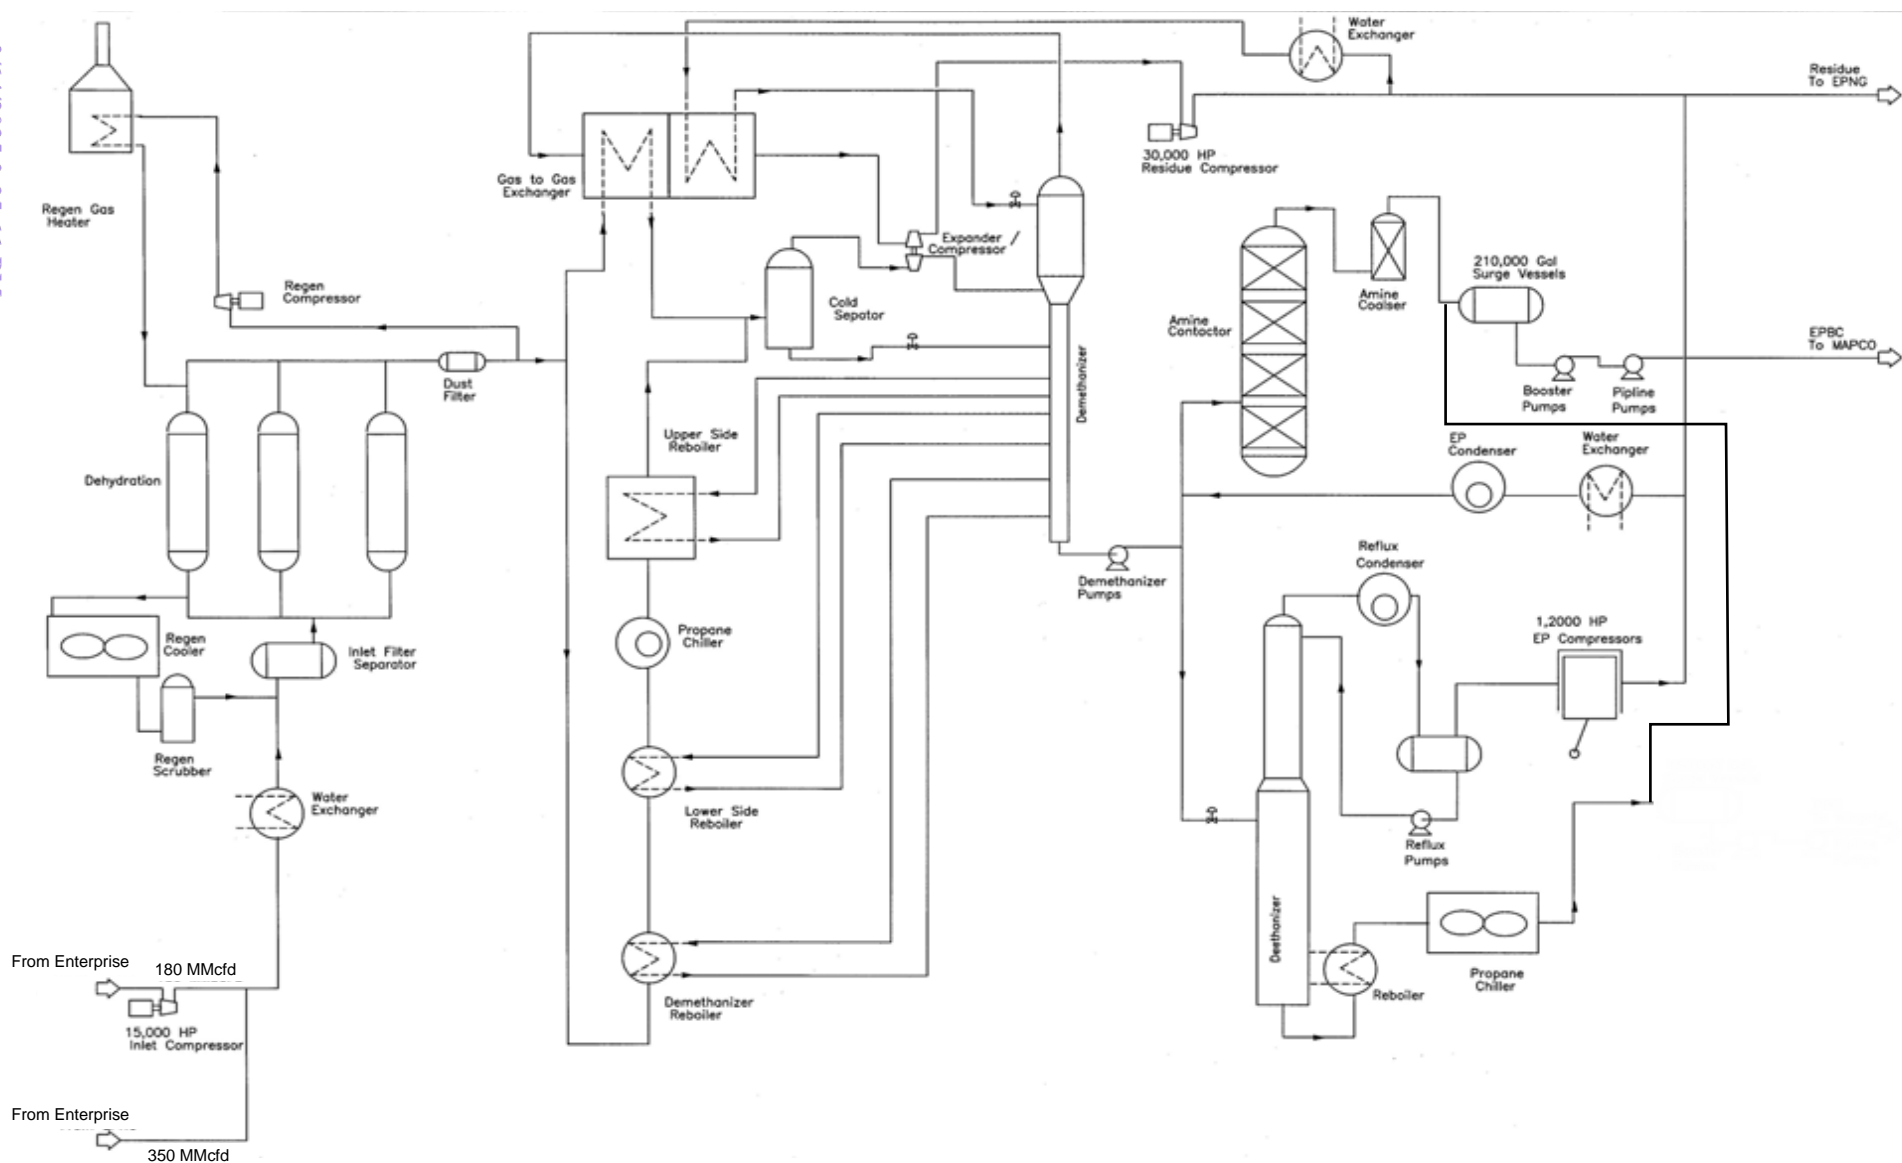 Water
Exchanger
Residue
To EPNG
30,000 HP
Residue Compressor
Gas to Gas
Exchanger
Regen Gas
Heater
Expander /
Compressor
210,000 Gal
Surge Vessels
Regen
Compressor
Cold
Sepator
Amine
Coalser
Amine
Contactor
EPBC
To MAPCO
Dust
Filter
Demethanizer
Booster
Pumps
Pipline
Pumps
Upper Side
Reboiler
EP
Condenser
Water
Exchanger
Dehydration
Reflux
Condenser
Demethanizer
Pumps
Regen
Cooler
Inlet Filter
Separator
Propane
Chiller
1,2000 HP
EP Compressors
Regen
Scrubber
Water
Exchanger
Lower Side
Reboiler
Reflux
Pumps
Deethanizer
From Enterprise
180 MMcfd
Demethanizer
Reboiler
Reboiler
Propane
Chiller
15,000 HP
Inlet Compressor
From Enterprise
350 MMcfd